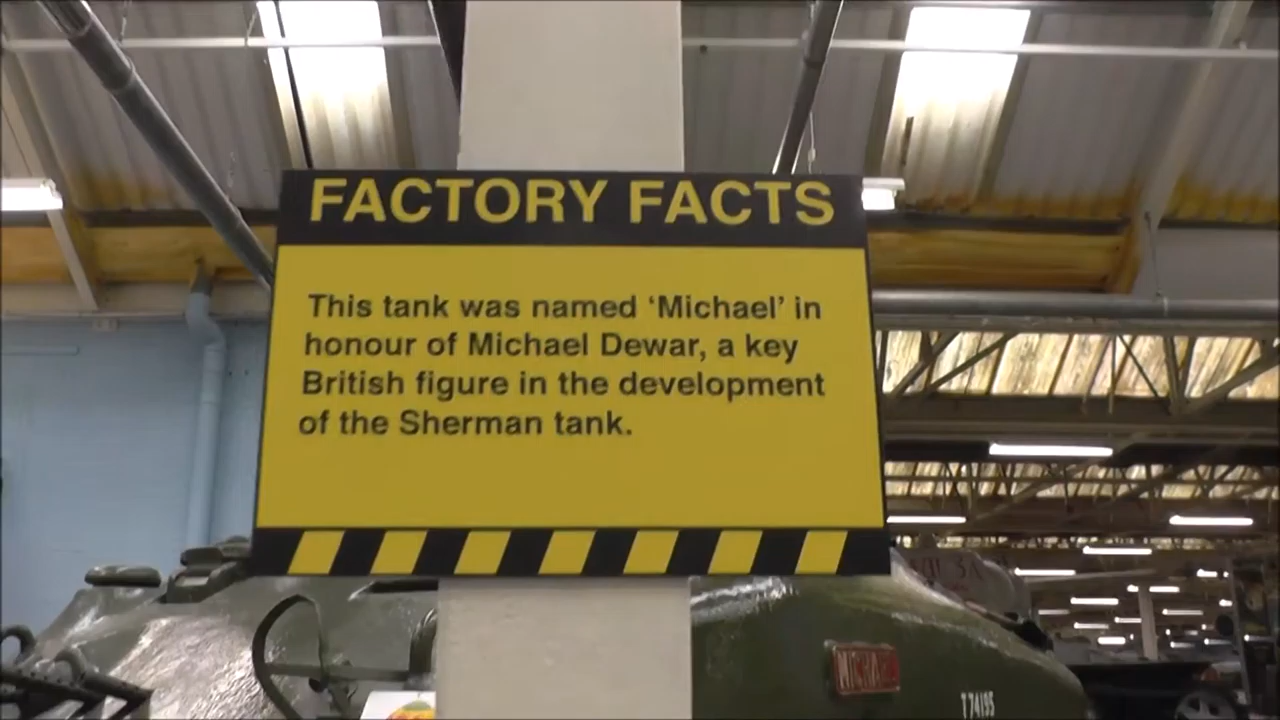 FACTORY FACTS
This tank was named ‘Michael’ in
honour of Michael Dewar, a key
British figure in the development
of the Sherman tank.
MICHAEL
T74195